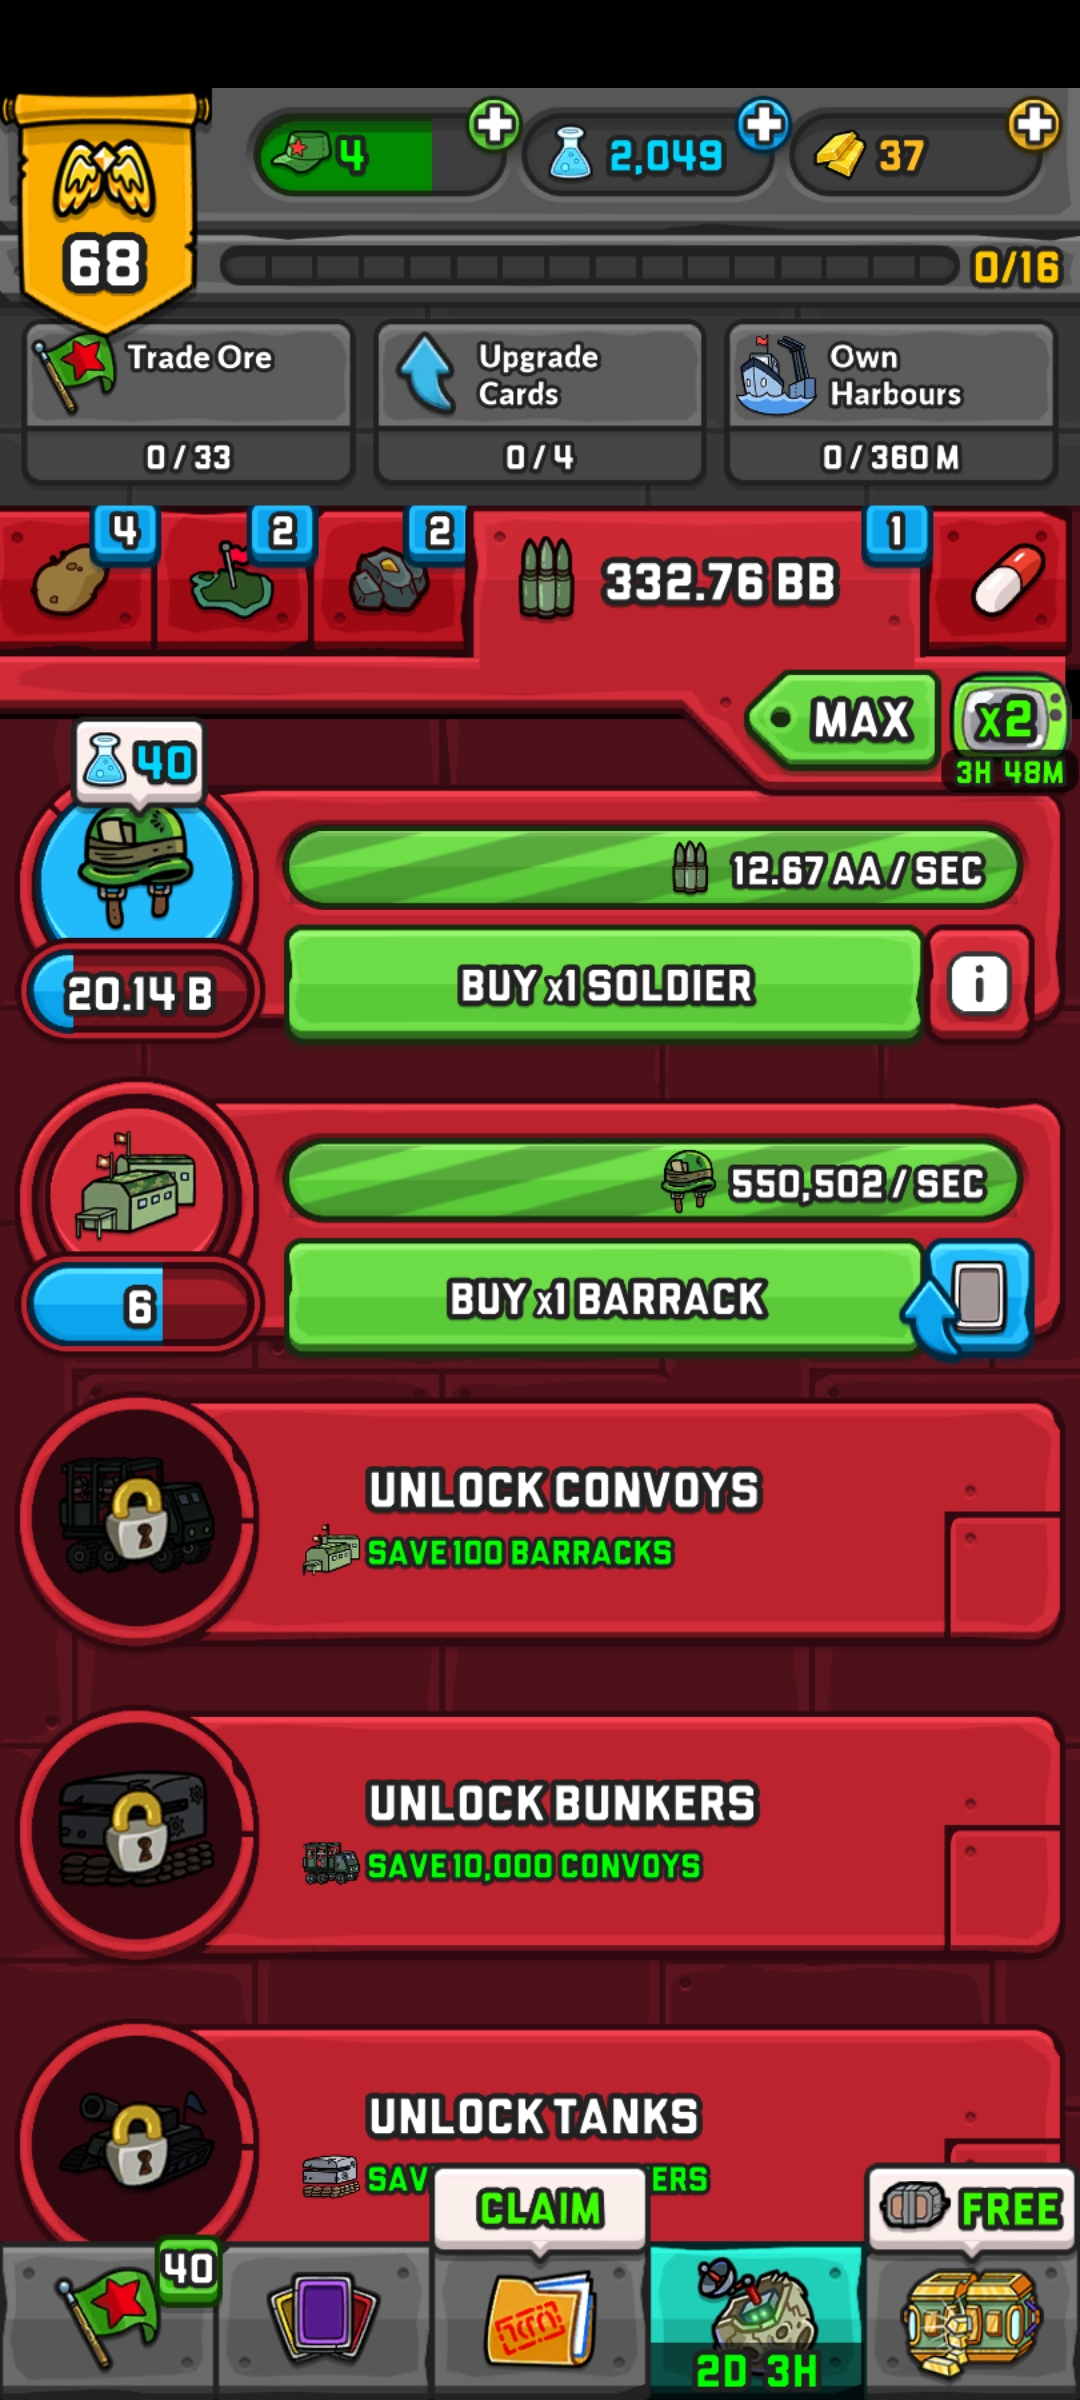 68
4
2,049
37
0/16
Trade Ore
0/33
Upgrade
Cards
0/4
Own
Harbours
0/360 M
4
2
2
332.76 BB
1
MAX
x2
3H 48M
40
12.67 AA / SEC
20.14 B
BUY x1 SOLDIER
i
550,502 / SEC
6
BUY x1 BARRACK
UNLOCK CONVOYS
SAVE 100 BARRACKS
UNLOCK BUNKERS
SAVE 10,000 CONVOYS
UNLOCK TANKS
CLAIM
FREE
40
2D 3H